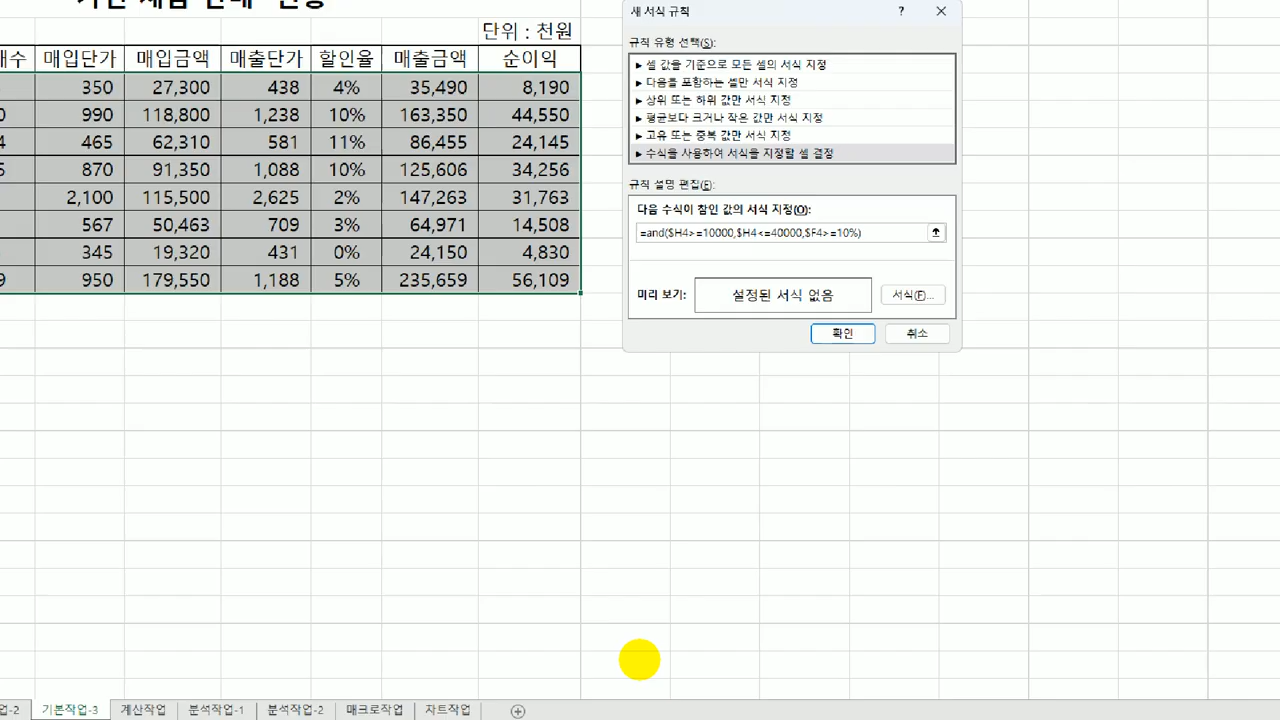 새 서식 규칙
?
규칙 유형 선택(S):
► 셀 값을 기준으로 모든 셀의 서식 지정
► 다음를 포함하는 셀만 서식 지정
► 상위 또는 하위 값만 서식 지정
► 평균보다 크거나 작은 값만 서식 지정
► 고유 또는 중복 값만 서식 지정
► 수식을 사용하여 서식을 지정할 셀 결정
규칙 설명 편집(E):
다음 수식이 참인 값의 서식 지정(O):
=and($H4>=10000,$H4<=40000,$F4>=10%)
미리 보기: 설정된 서식 없음 서식(F)...
확인 취소
단위 : 천원
매입단가 매입금액 매출단가 할인율 매출금액 순이익
350 27,300 438 4% 35,490 8,190
0 990 118,800 1,238 10% 163,350 44,550
4 465 62,310 581 11% 86,455 24,145
5 870 91,350 1,088 10% 125,606 34,256
2,100 115,500 2,625 2% 147,263 31,763
567 50,463 709 3% 64,971 14,508
345 19,320 431 0% 24,150 4,830
9 950 179,550 1,188 5% 235,659 56,109
업-2 기본작업-3 계산작업 분석작업-1 분석작업-2 매크로작업 차트작업